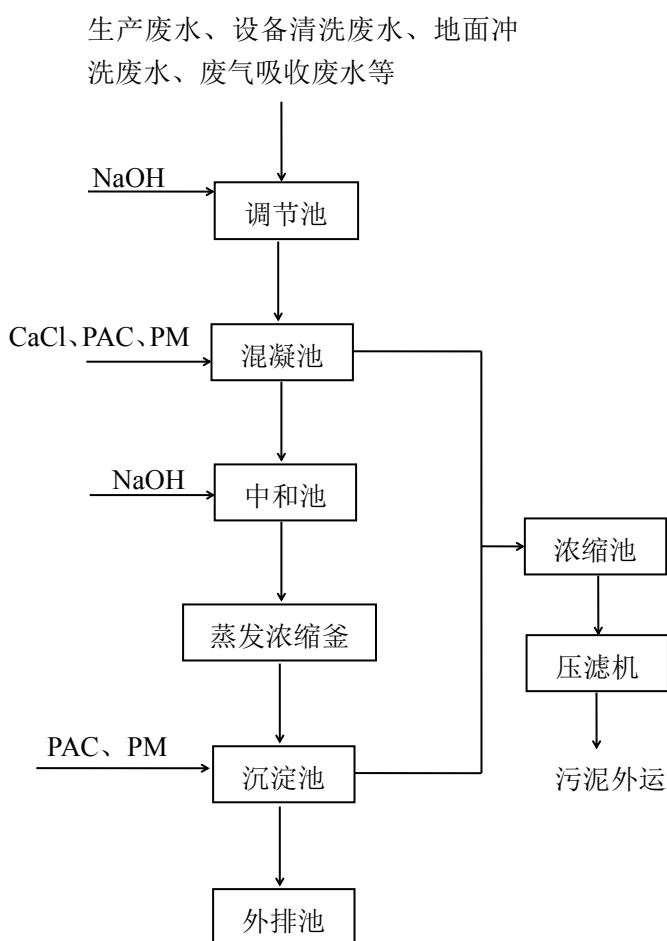 生产废水、设备清洗废水、地面冲
洗废水、废气吸收废水等
NaOH
调节池
CaCl、PAC、PM
混凝池
NaOH
中和池
浓缩池
蒸发浓缩釜
压滤机
PAC、PM
沉淀池
污泥外运
外排池